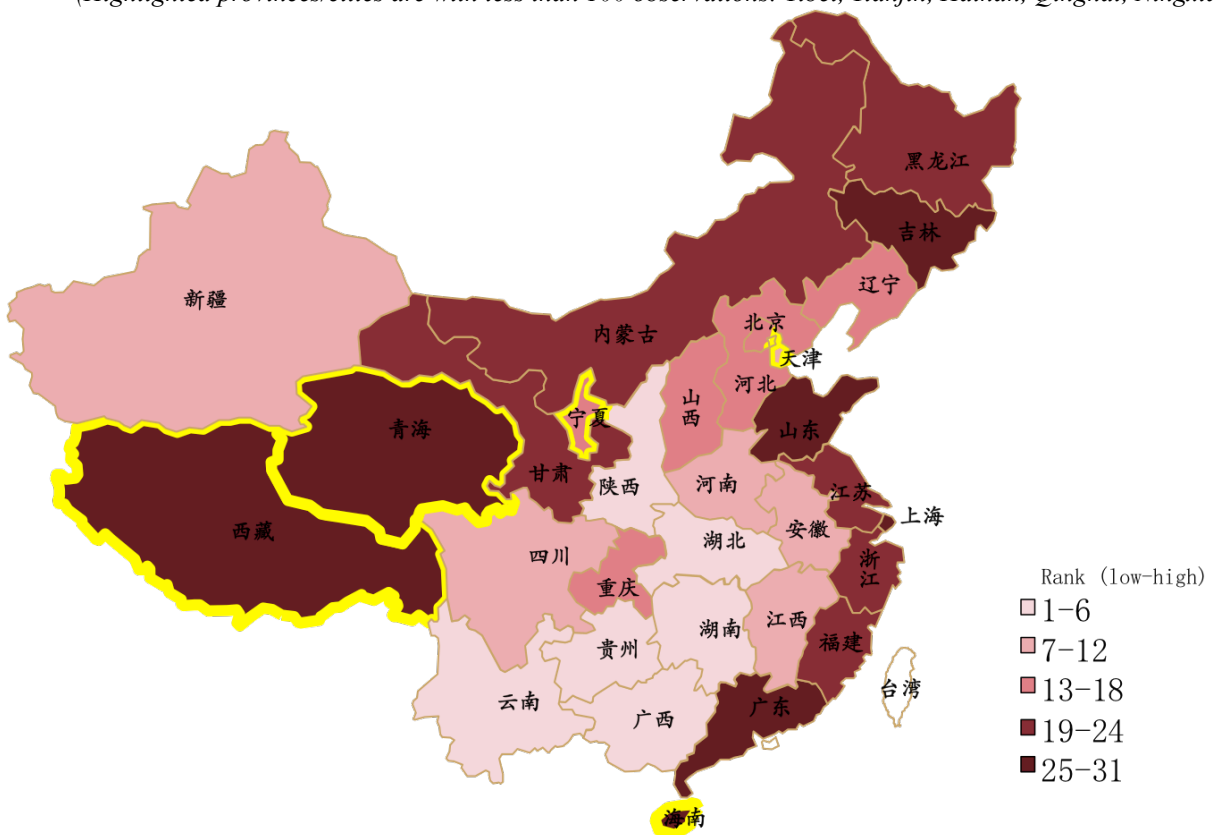 (Highlighted provinces/cities are with less than 100 observations: Tibet, Tianjin, Hainan, Qinghai, Ningxia
黑龙江
吉林
辽宁
新疆
内蒙古
北京
天津
河北
山西
宁夏
青海
山东
甘肃
陕西
河南
江苏
上海
西藏
安徽
四川
湖北
浙江
重庆
江西
湖南
福建
贵州
台湾
云南
广西
广东
海南
Rank (low-high)
1-6
7-12
13-18
19-24
25-31